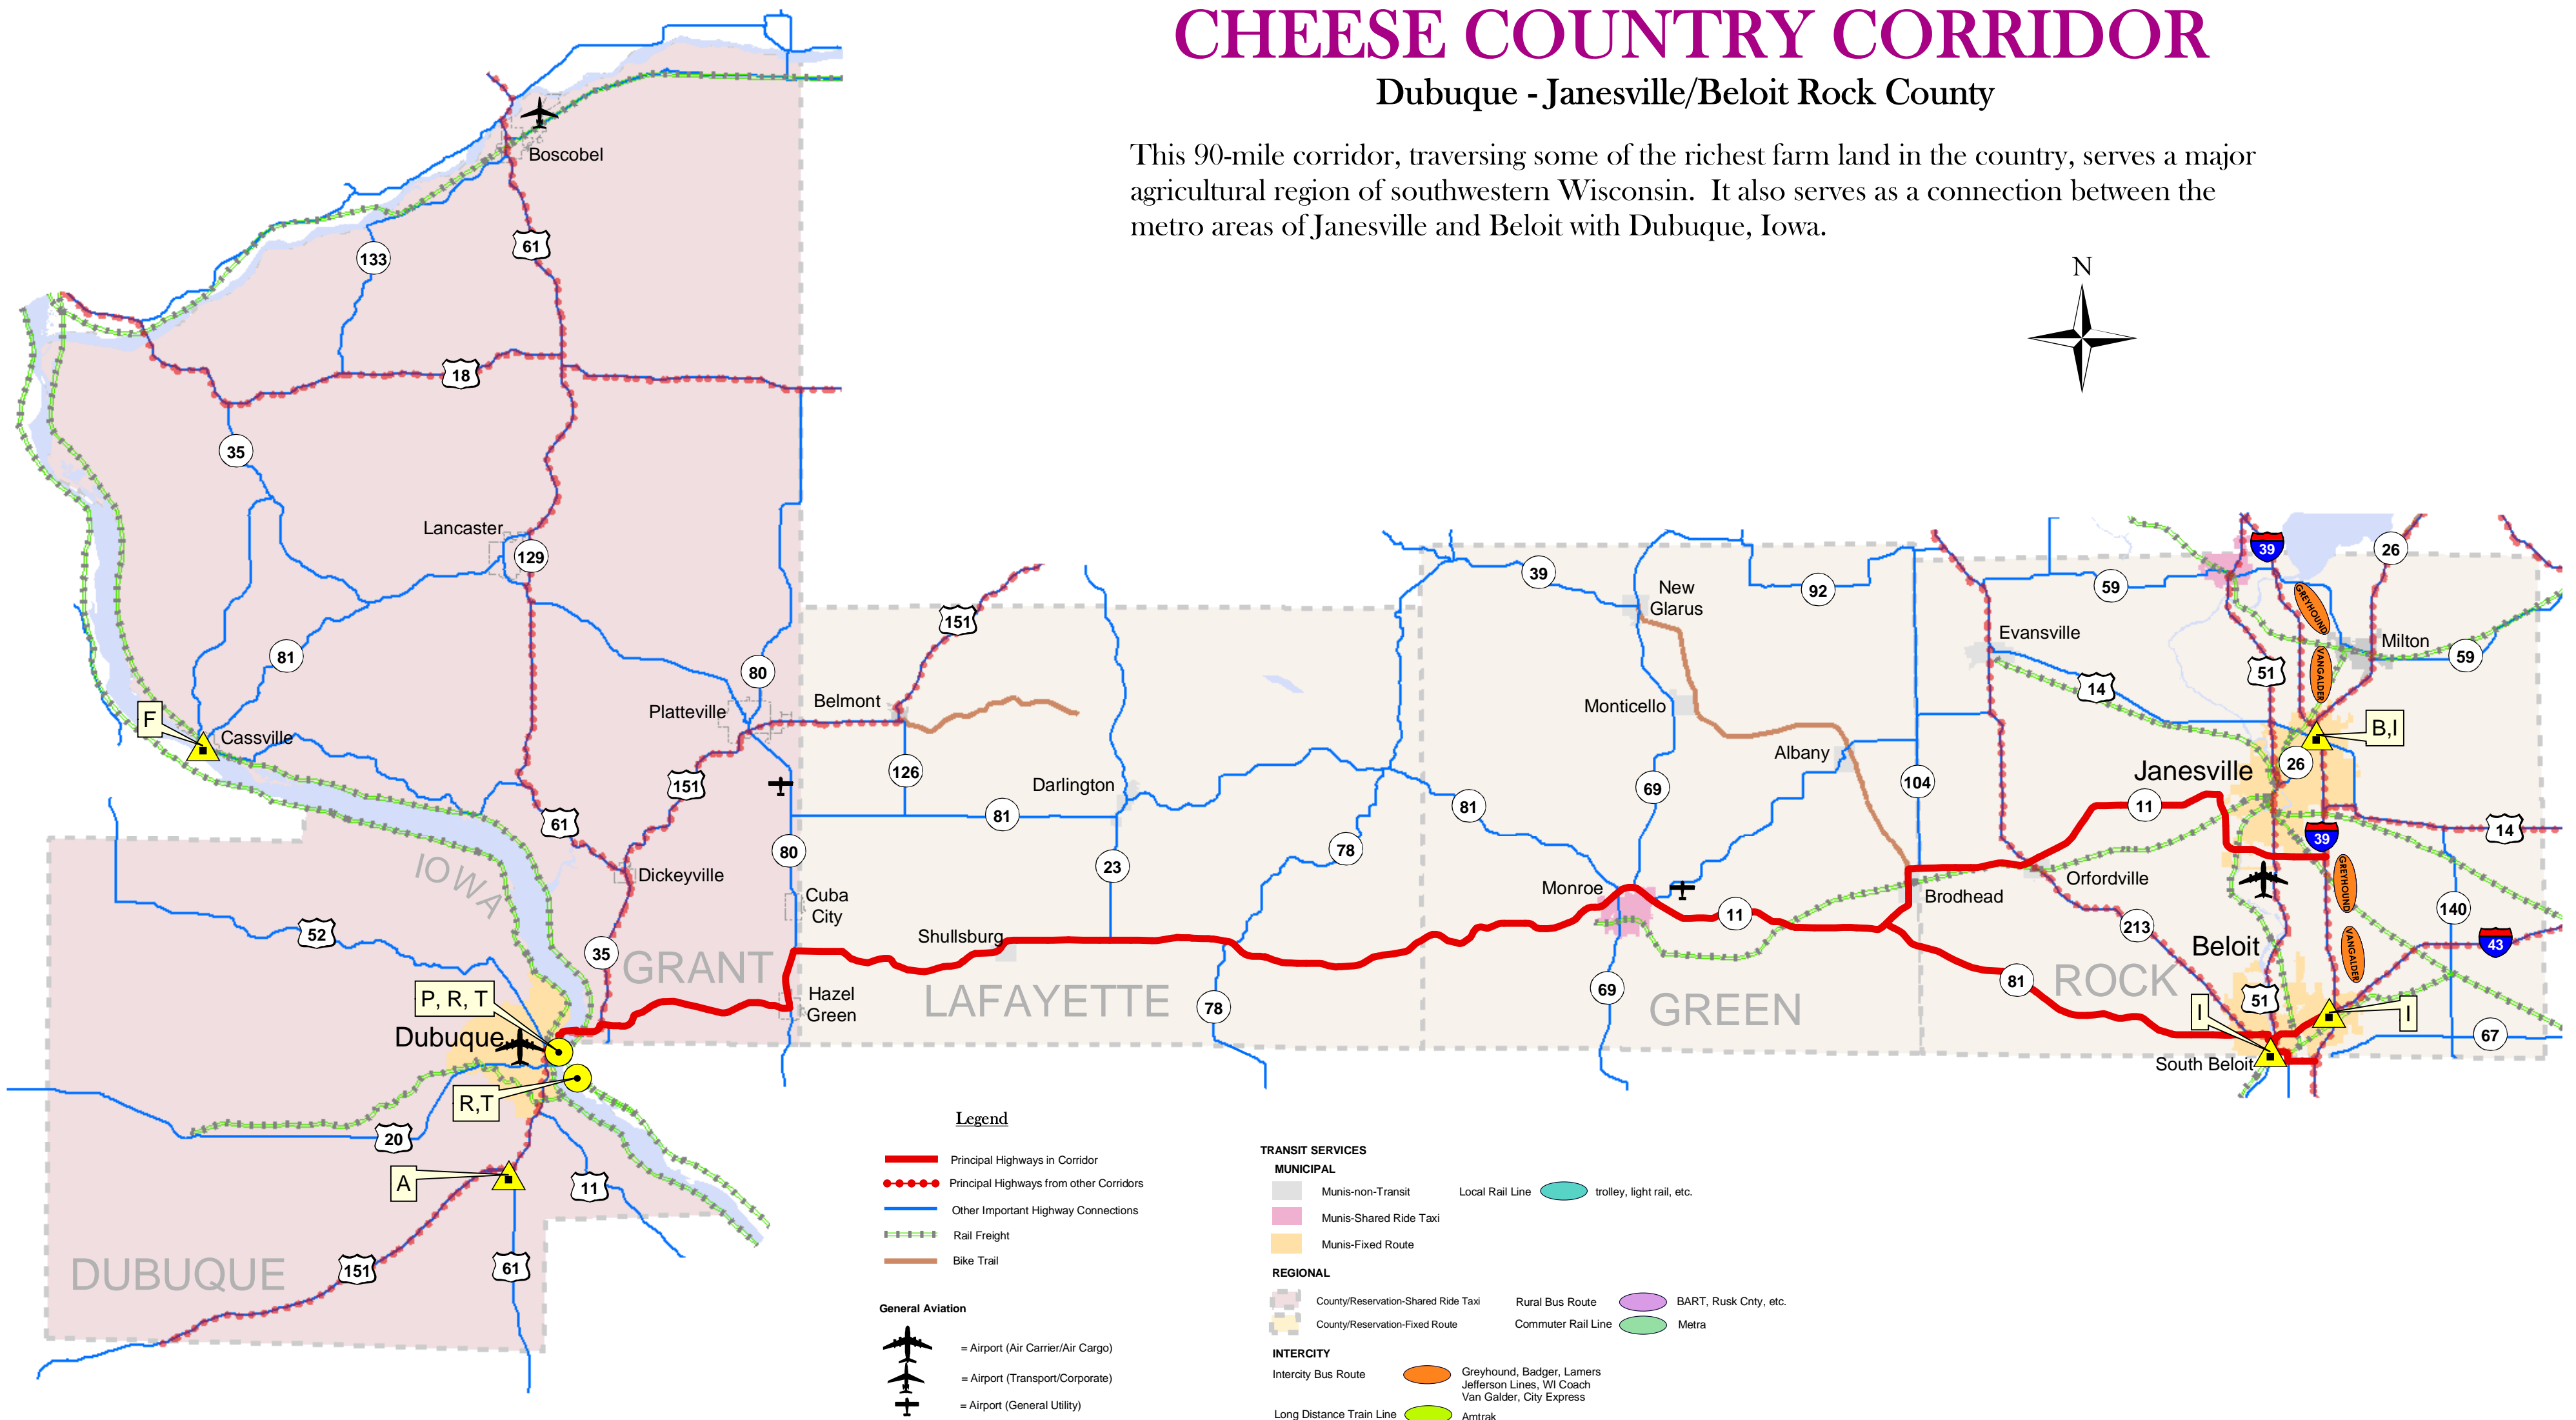 CHEESE COUNTRY CORRIDOR
Dubuque - Janesville/Beloit Rock County
This 90-mile corridor, traversing some of the richest farm land in the country, serves a major
agricultural region of southwestern Wisconsin. It also serves as a connection between the
metro areas of Janesville and Beloit with Dubuque, Iowa.
N
Boscobel
61
133
18
35
Lancaster
129
81
80
Platteville
F
Cassville
151
61
Dickeyville
80
Cuba
City
IOWA
52
35
GRANT
P, R, T
Dubuque
Hazel
Green
R,T
20
A
11
151
61
DUBUQUE
151
Belmont
126
Darlington
81
23
78
Shullsburg
LAFAYETTE
78
39
New
Glarus
92
Monticello
Albany
69
81
104
Monroe
11
69
GREEN
Brodhead
39
26
59
GREYHOUND
Evansville
Milton
59
51
VANGALDER
14
B,I
26
Janesville
11
39
14
Orfordville
GREYHOUND
140
213
Beloit
43
VANGALDER
ROCK
81
51
I
I
67
South Beloit
Legend
Principal Highways in Corridor
Principal Highways from other Corridors
Other Important Highway Connections
Rail Freight
Bike Trail
General Aviation
= Airport (Air Carrier/Air Cargo)
= Airport (Transport/Corporate)
= Airport (General Utility)
TRANSIT SERVICES
MUNICIPAL
Munis-non-Transit
Local Rail Line
trolley, light rail, etc.
Munis-Shared Ride Taxi
Munis-Fixed Route
REGIONAL
County/Reservation-Shared Ride Taxi
Rural Bus Route
BART, Rusk Cnty, etc.
County/Reservation-Fixed Route
Commuter Rail Line
Metra
INTERCITY
Intercity Bus Route
Greyhound, Badger, Lamers
Jefferson Lines, WI Coach
Van Galder, City Express
Long Distance Train Line
Amtrak